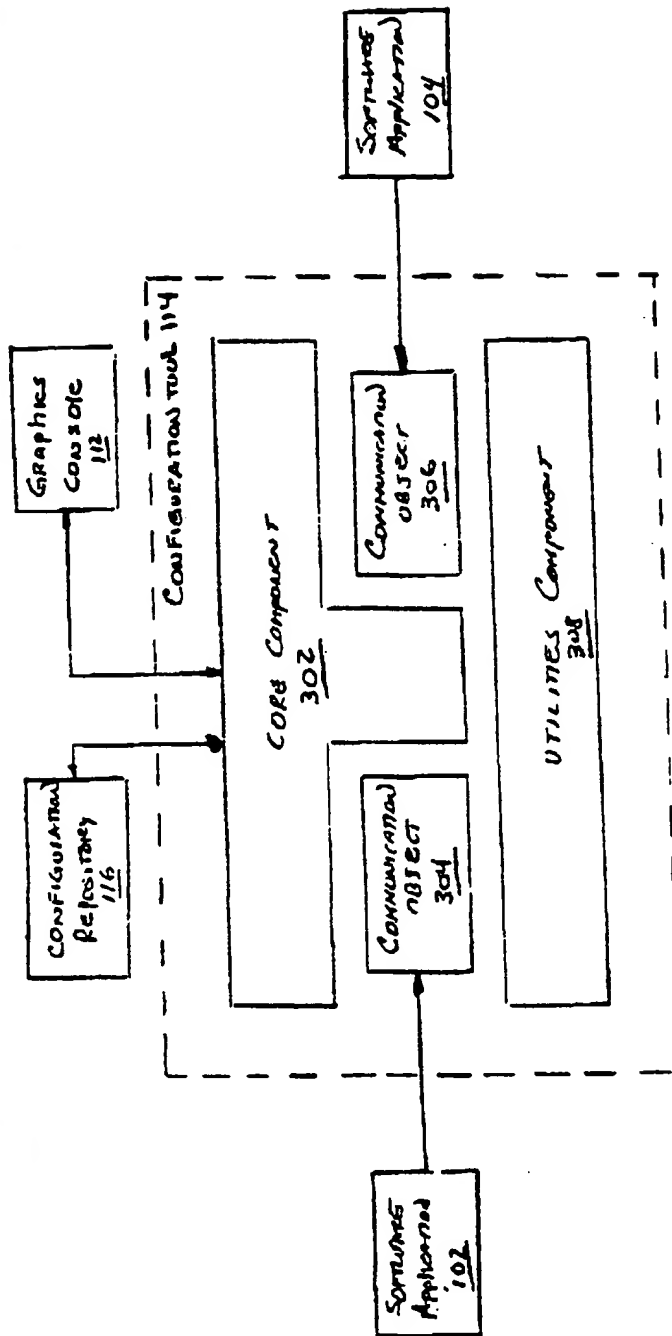 CONFIGURATION
REPOSITORY
116
GRAPHICS
CONSOLE
112
CONFIGURATION TOOL 114
CORE COMPONENT
302
SOFTWARE
APPLICATION
102
COMMUNICATION
OBJECT
304
COMMUNICATION
OBJECT
306
SOFTWARE
APPLICATION
104
UTILITIES COMPONENT
308